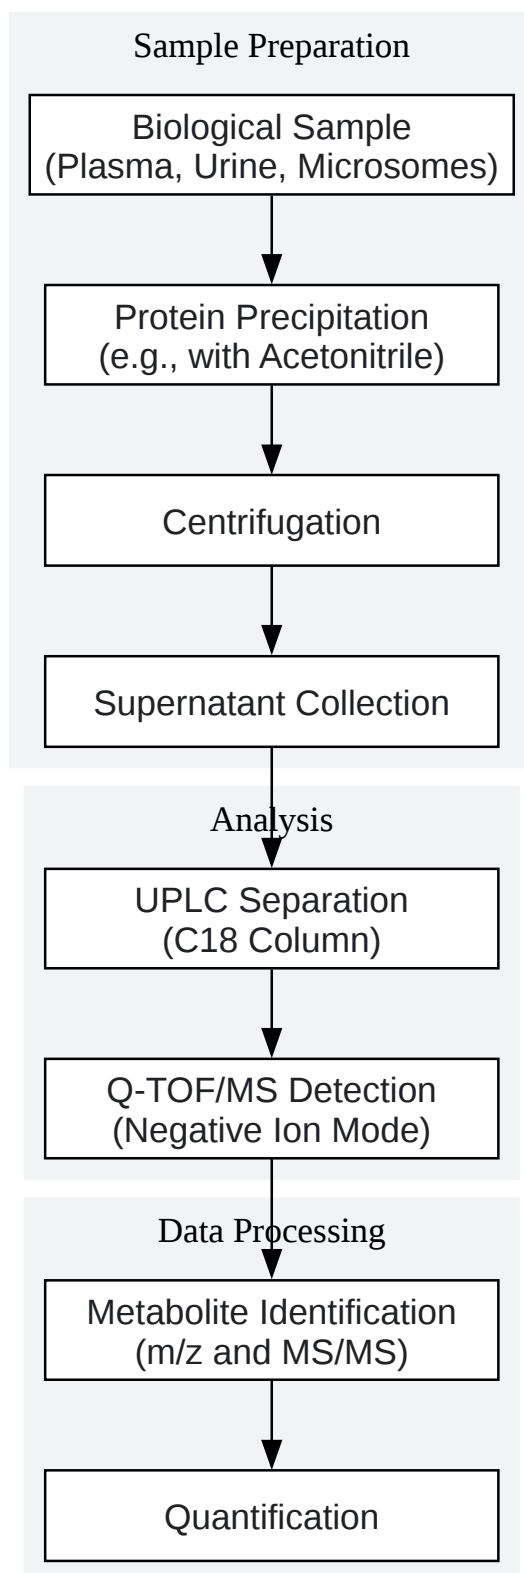 Sample Preparation
Biological Sample
(Plasma, Urine, Microsomes)
Protein Precipitation
(e.g., with Acetonitrile)
Centrifugation
Supernatant Collection
Analysis
UPLC Separation
(C18 Column)
Q-TOF/MS Detection
(Negative Ion Mode)
Data Processing
Metabolite Identification
(m/z and MS/MS)
Quantification